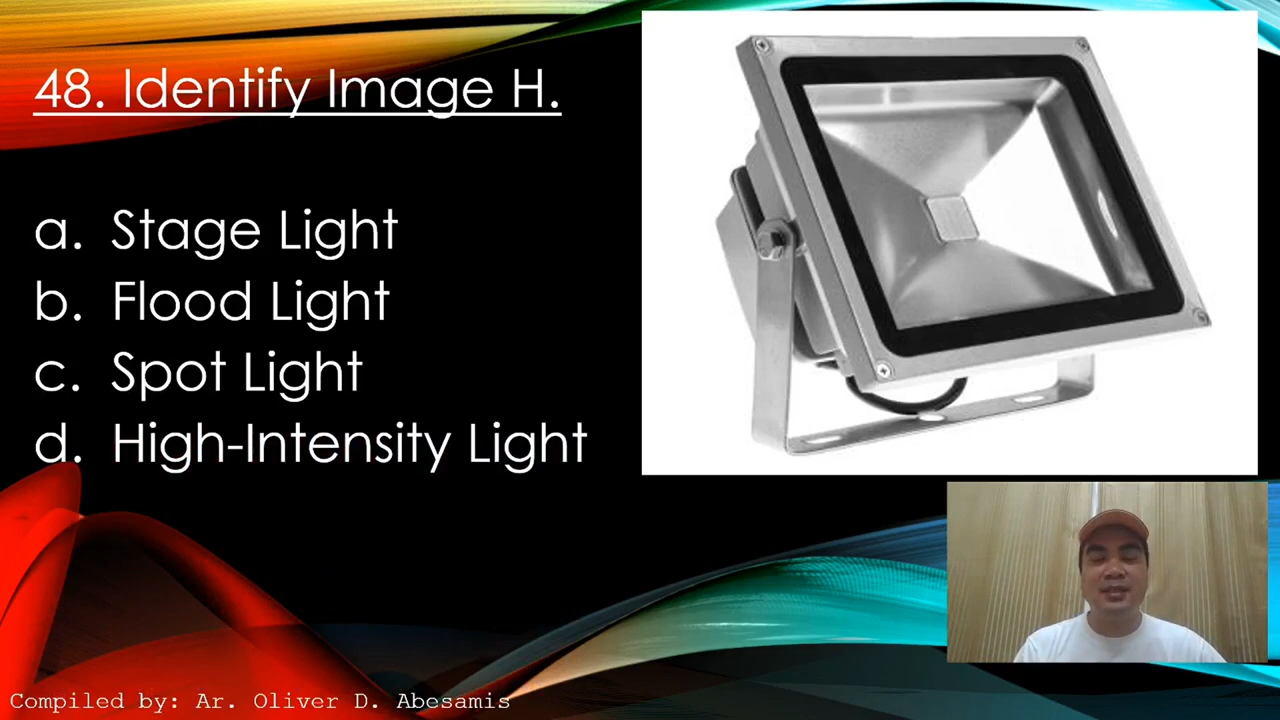 48. Identify Image H.
a. Stage Light
b. Flood Light
c. Spot Light
d. High-Intensity Light
Compiled by: Ar. Oliver D. Abesamis